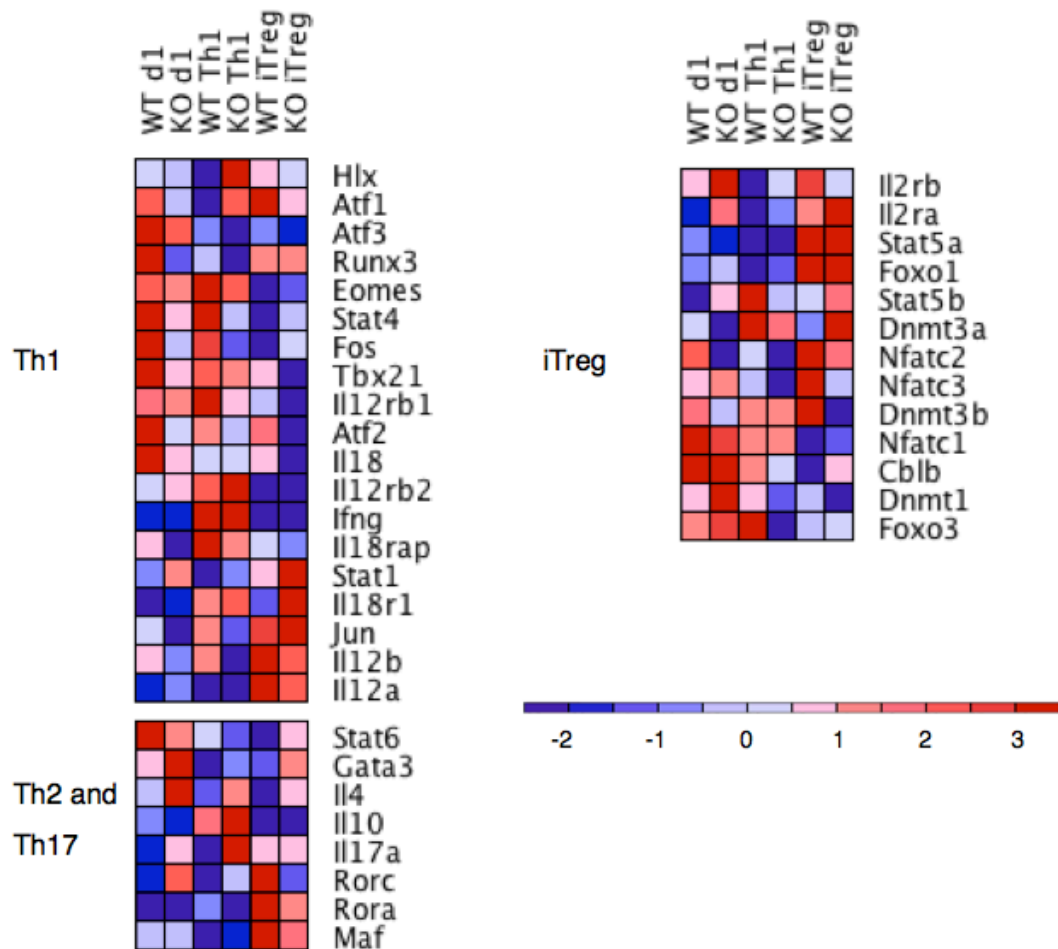 WT d1
KO d1
WT Th1
KO Th1
WT iTreg
KO iTreg
Th1
Hlx
Atf1
Atf3
Runx3
Eomes
Stat4
Fos
Tbx21
Il12rb1
Atf2
Il18
Il12rb2
Ifng
Il18rap
Stat1
Il18r1
Jun
Il12b
Il12a
Th2 and
Th17
Stat6
Gata3
Il4
Il10
Il17a
Rorc
Rora
Maf
WT d1
KO d1
WT Th1
KO Th1
WT iTreg
KO iTreg
iTreg
Il2rb
Il2ra
Stat5a
Foxo1
Stat5b
Dnmt3a
Nfatc2
Nfatc3
Dnmt3b
Nfatc1
Cblb
Dnmt1
Foxo3
-2 -1 0 1 2 3